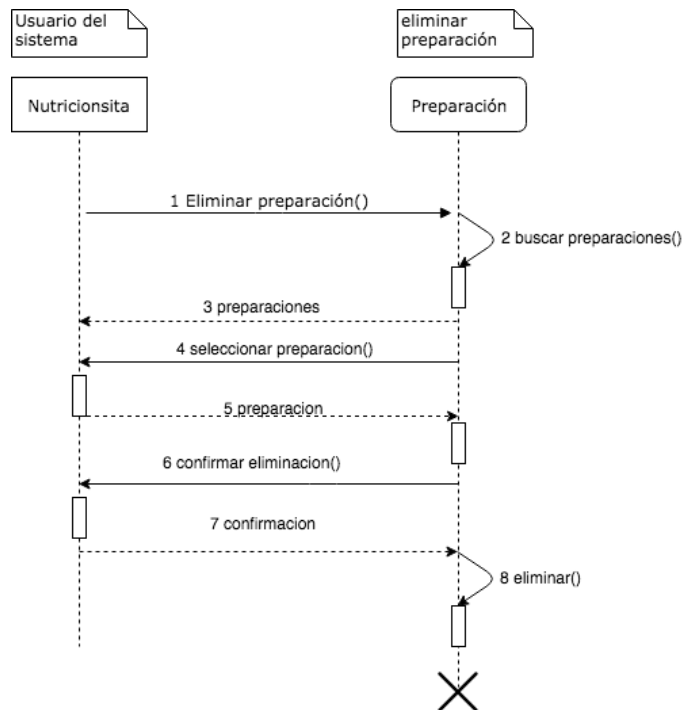 Usuario del
sistema
eliminar
preparación
Nutricionsita
Preparación
1 Eliminar preparación()
2 buscar preparaciones()
3 preparaciones
4 seleccionar preparacion()
5 preparacion
6 confirmar eliminacion()
7 confirmacion
8 eliminar()